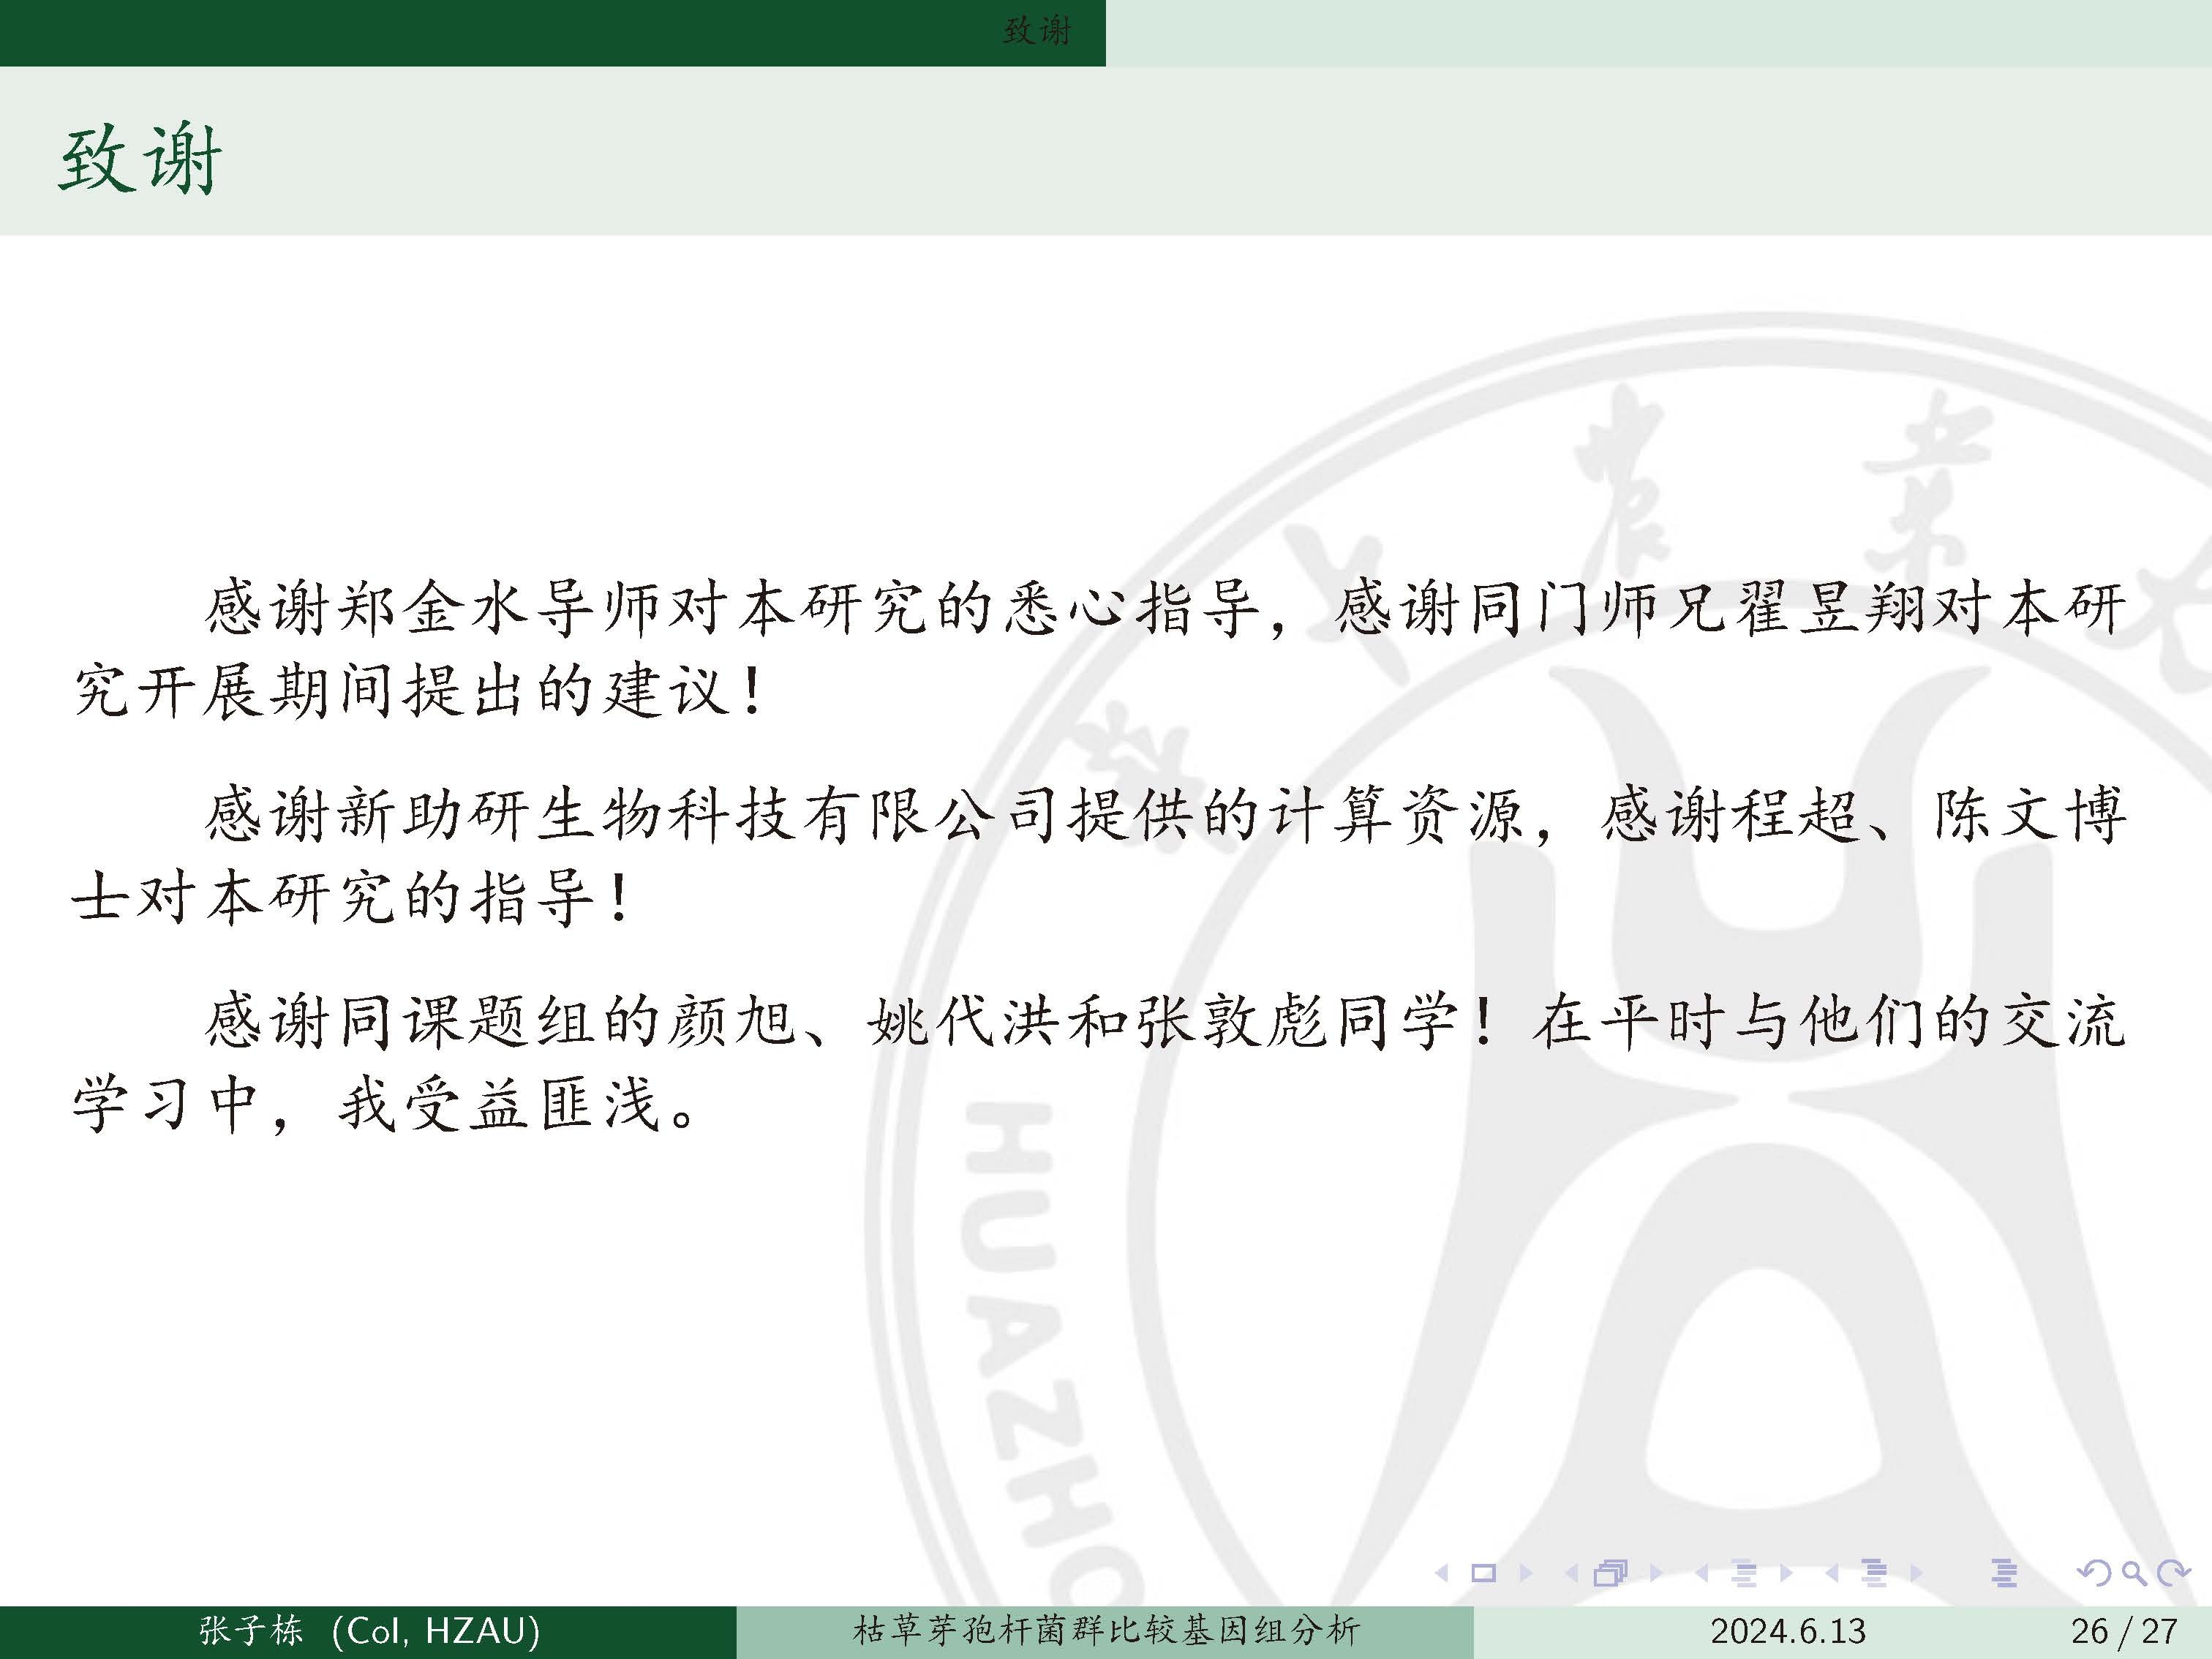 致谢
致谢
感谢郑金水导师对本研究的悉心指导，感谢同门师兄翟昱翔对本研
究开展期间提出的建议！
感谢新助研生物科技有限公司提供的计算资源，感谢程超、陈文博
士对本研究的指导！
感谢同课题组的颜旭、姚代洪和张敦彪同学！在平时与他们的交流
学习中，我受益匪浅。
HUAZHO
张子栋 (CoI, HZAU)
枯草芽孢杆菌群比较基因组分析
2024.6.13
26 / 27